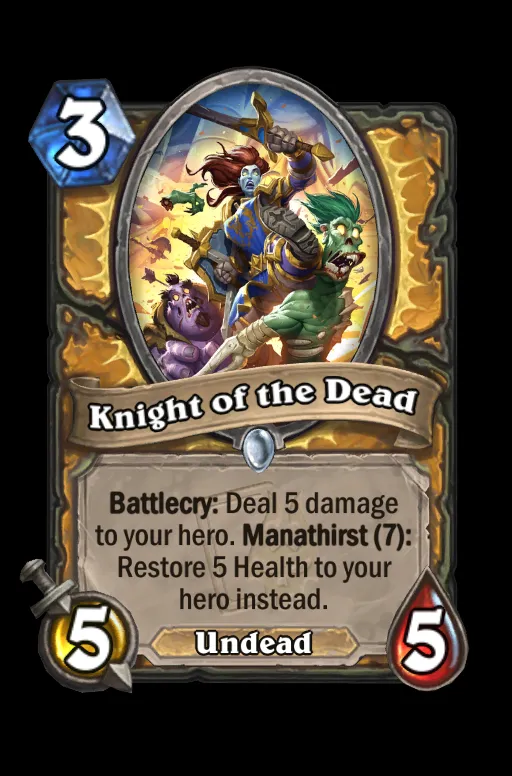 3
Knight of the Dead
Battlecry: Deal 5 damage
to your hero. Manathirst (7):
Restore 5 Health to your
hero instead.
5
Undead
5